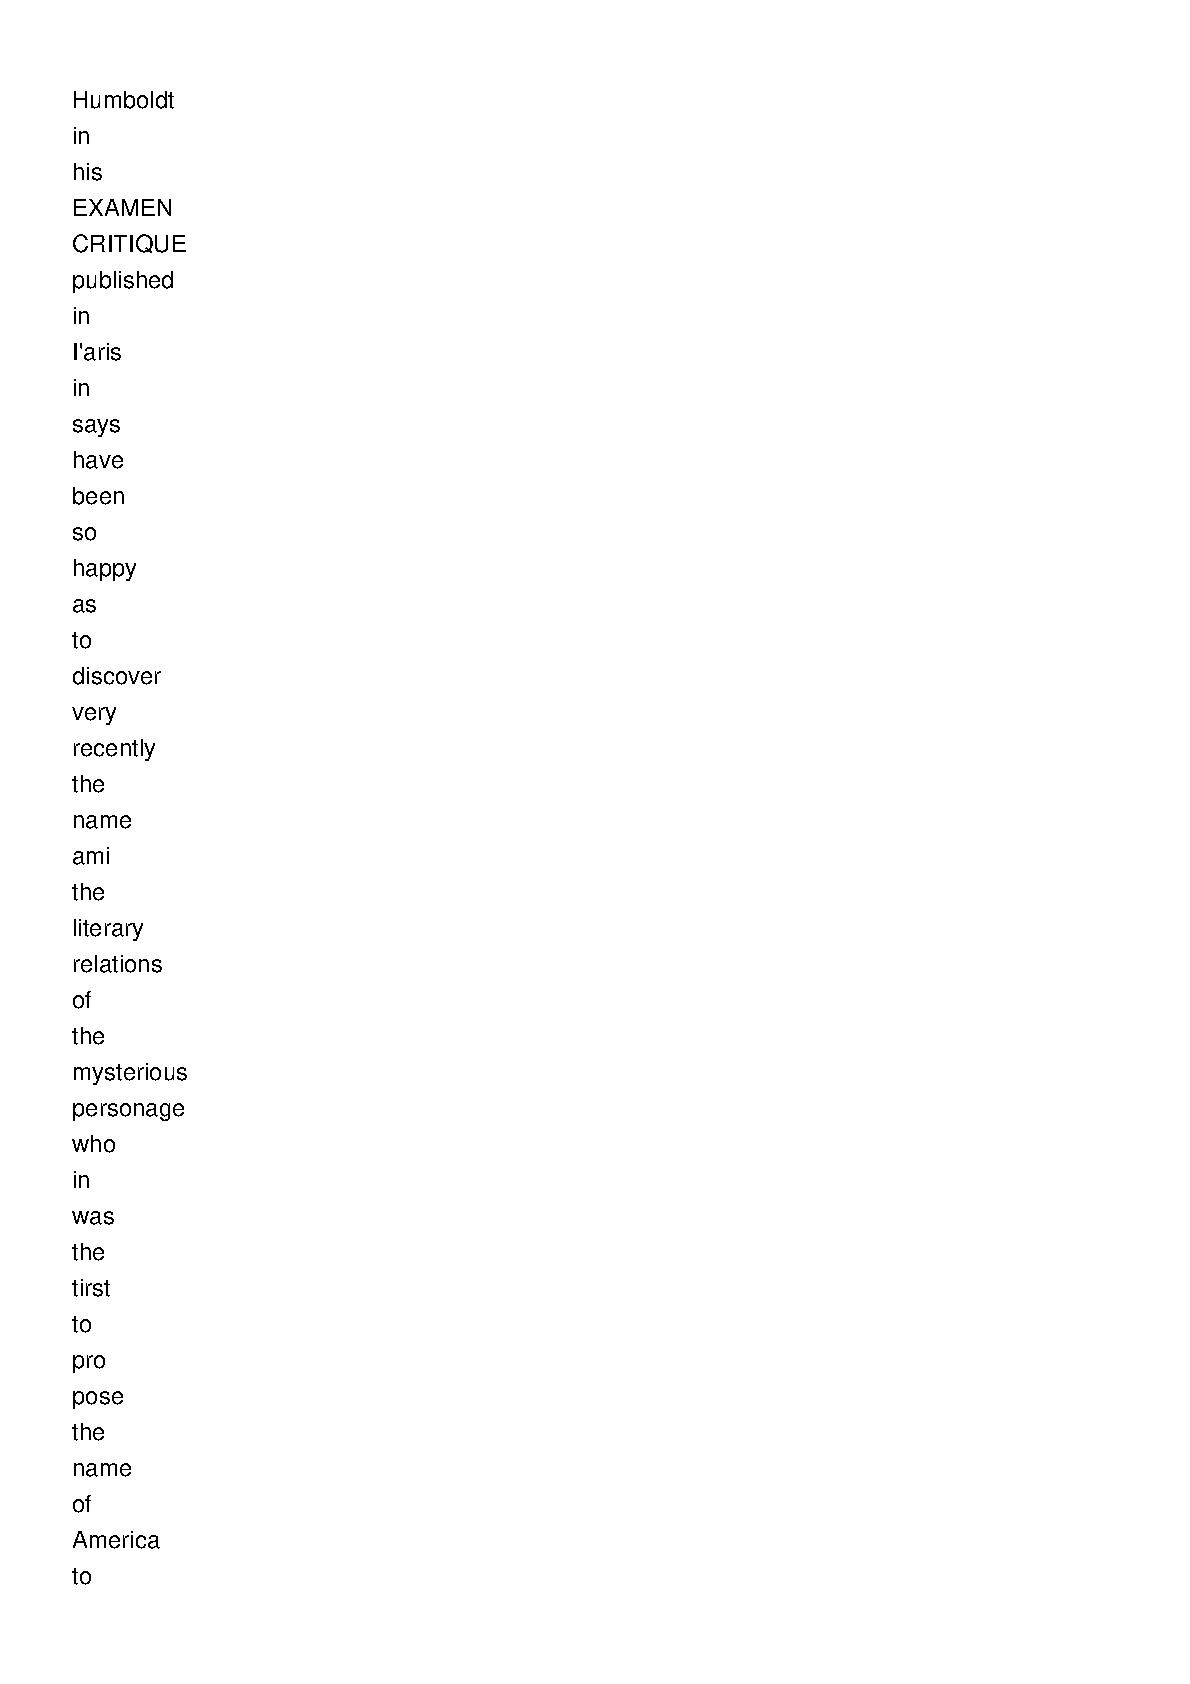 Humboldt
in
his
EXAMEN
CRITIQUE
published
in
I'aris
in
says
have
been
so
happy
as
to
discover
very
recently
the
name
ami
the
literary
relations
of
the
mysterious
personage
who
in
was
the
tirst
to
pro
pose
the
name
of
America
to